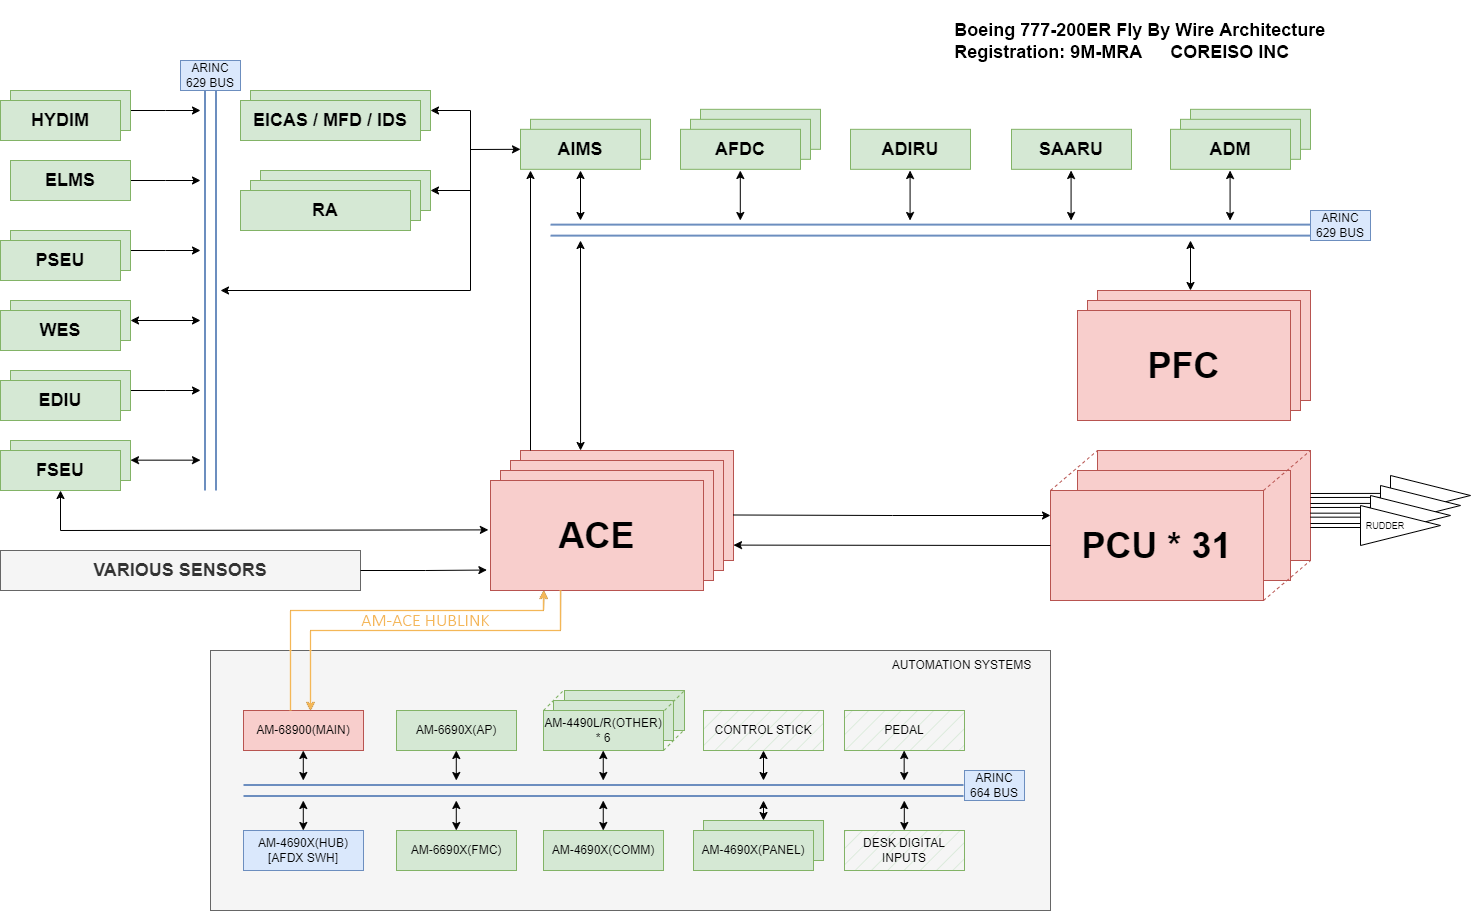 Boeing 777-200ER Fly By Wire Architecture
Registration: 9M-MRA COREISO INC
ARINC
629 BUS
HYDIM
EICAS / MFD / IDS
AIMS
AFDC
ADIRU
SAARU
ADM
ELMS
RA
ARINC
629 BUS
PSEU
WES
PFC
EDIU
FSEU
ACE
PCU * 31
RUDDER
VARIOUS SENSORS
AM-ACE HUBLINK
AUTOMATION SYSTEMS
AM-68900(MAIN)
AM-6690X(AP)
AM-4490L/R(OTHER)
* 6
CONTROL STICK
PEDAL
ARINC
664 BUS
AM-4690X(HUB)
[AFDX SWH]
AM-6690X(FMC)
AM-4690X(COMM)
AM-4690X(PANEL)
DESK DIGITAL
INPUTS